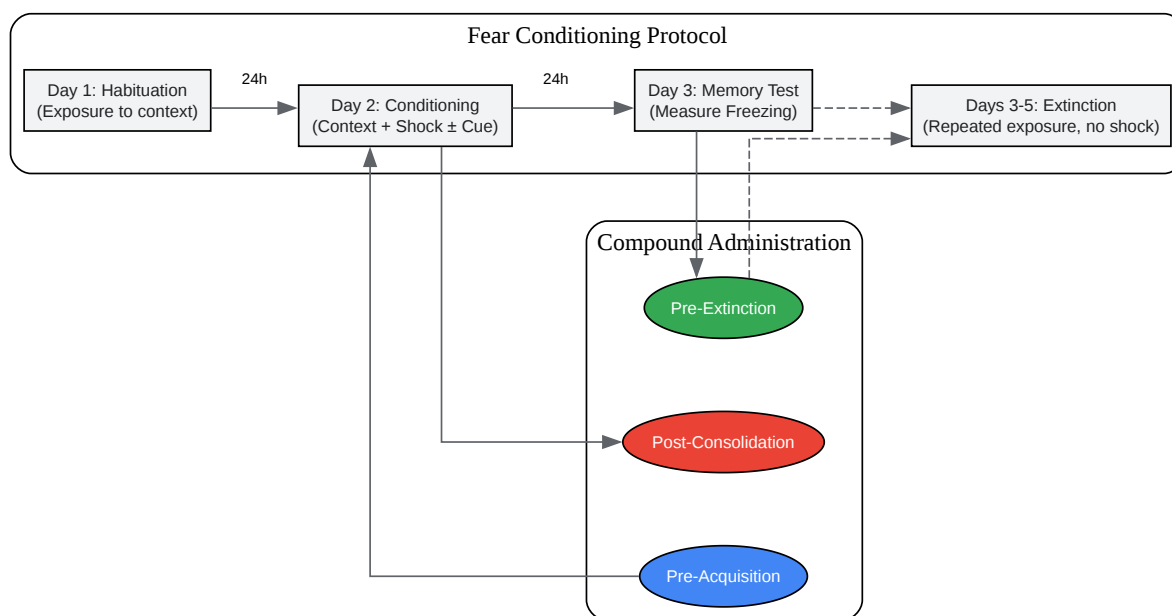 Fear Conditioning Protocol
Day 1: Habituation
(Exposure to context)
24h
Day 2: Conditioning
(Context + Shock ± Cue)
24h
Day 3: Memory Test
(Measure Freezing)
Days 3-5: Extinction
(Repeated exposure, no shock)
Compound Administration
Pre-Extinction
Post-Consolidation
Pre-Acquisition